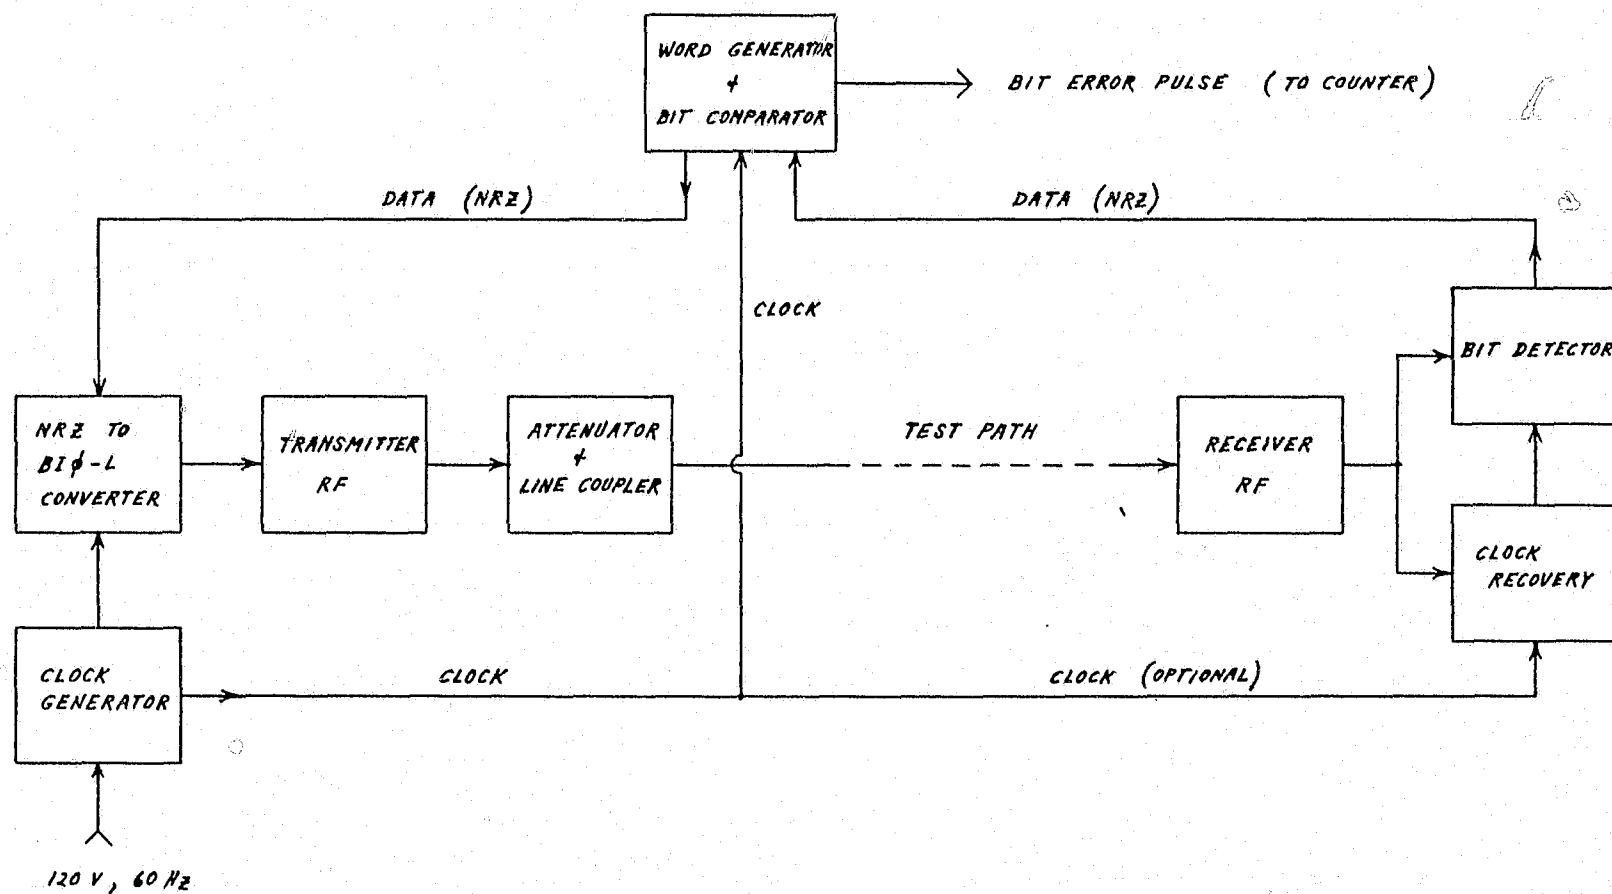 WORD GENERATOR
&
BIT COMPARATOR
BIT ERROR PULSE (TO COUNTER)
DATA (NRZ)
DATA (NRZ)
CLOCK
BIT DETECTOR
NRZ TO
BIφ-L
CONVERTER
TRANSMITTER
RF
ATTENUATOR
&
LINE COUPLER
TEST PATH
RECEIVER
RF
CLOCK
RECOVERY
CLOCK
GENERATOR
CLOCK
CLOCK (OPTIONAL)
120 V, 60 HZ